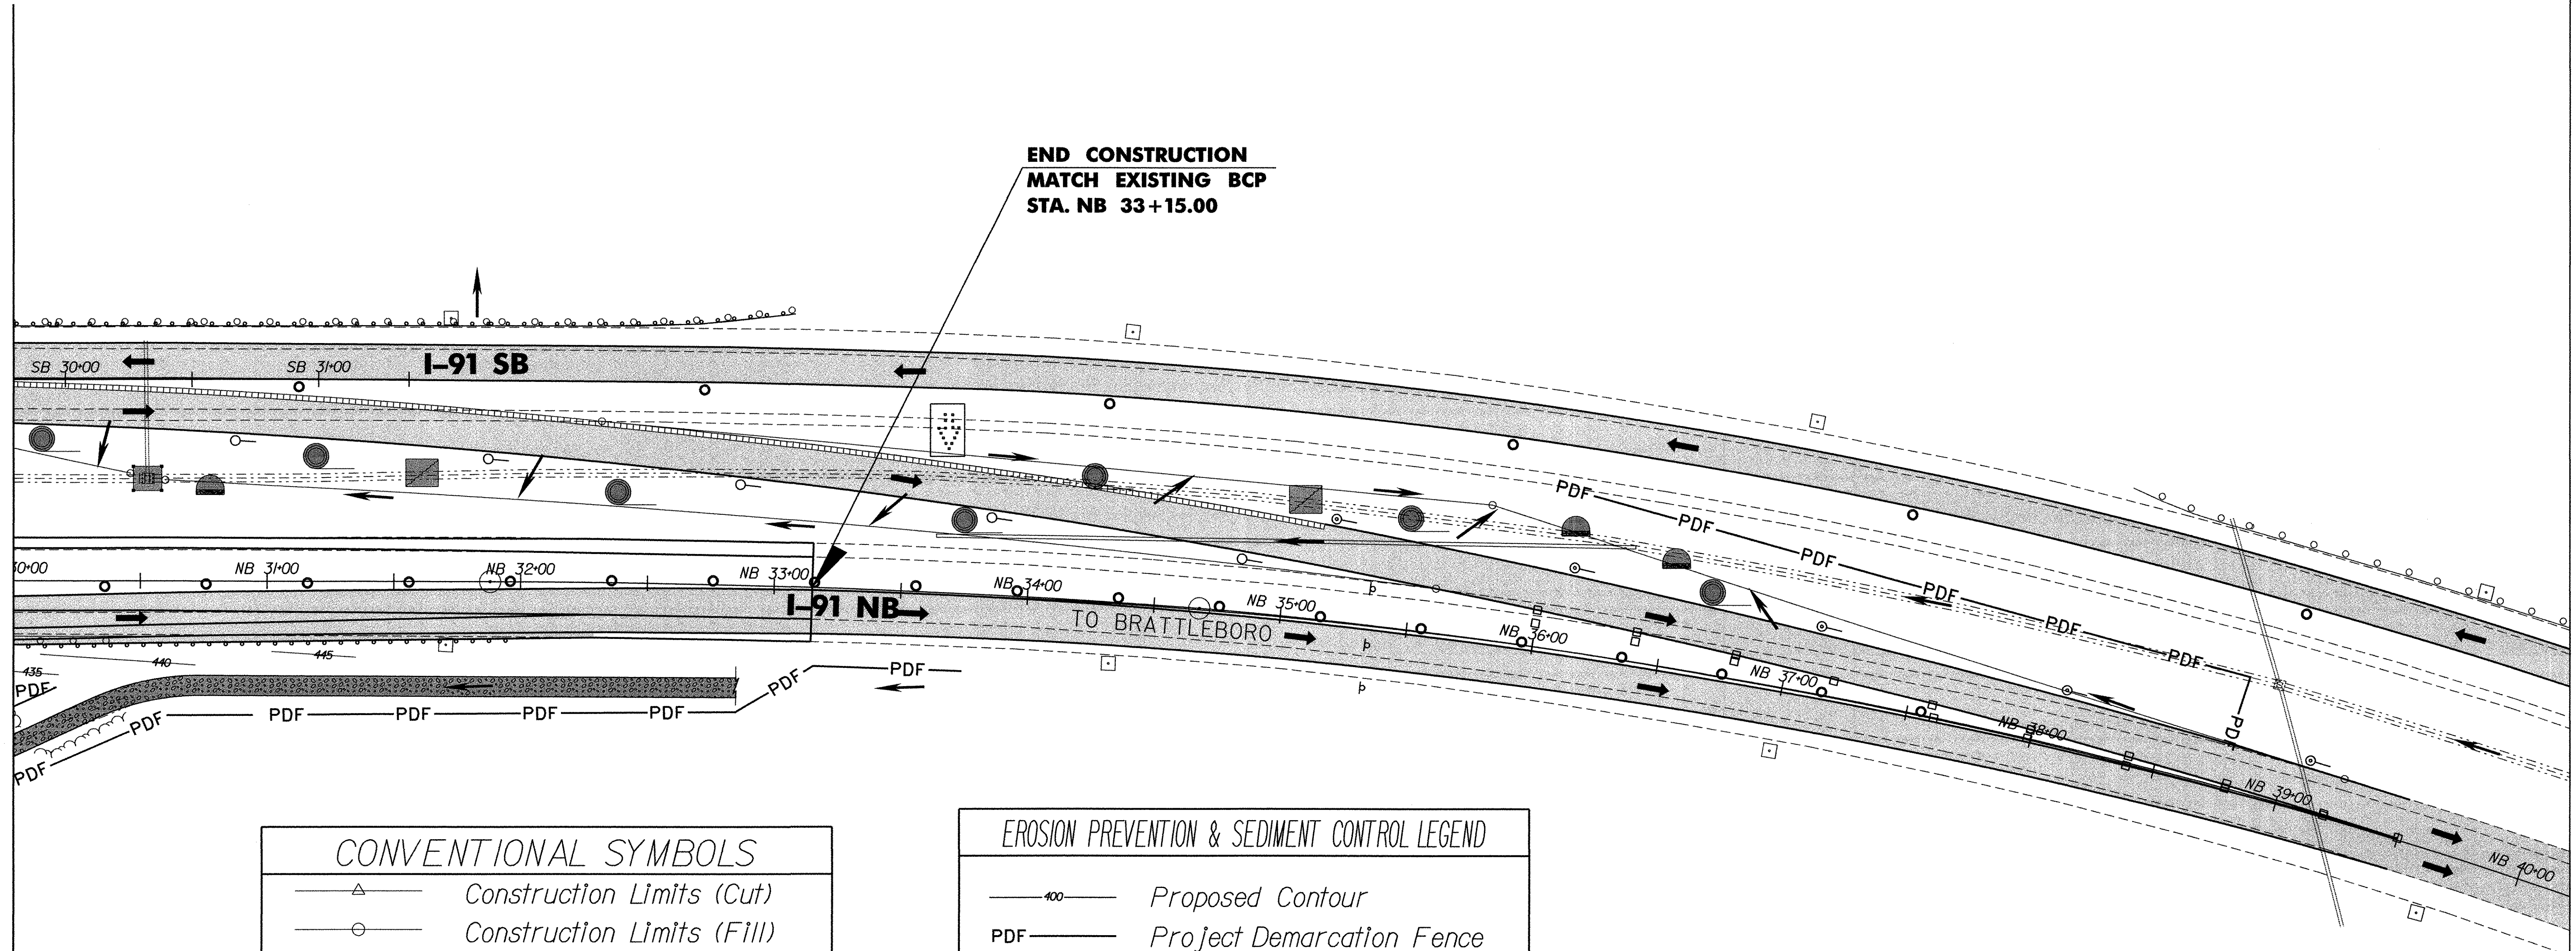 END CONSTRUCTION
MATCH EXISTING BCP
STA. NB 33+15.00
SB 30+00
SB 31+00
I-91 SB
PDF
PDF
PDF
PDF
PDF
PDF
PDF
30+00
NB 31+00
NB 32+00
NB 33+00
NB 34+00
NB 35+00
NB 36+00
NB 37+00
NB 38+00
NB 39+00
NB 40+00
I-91 NB
TO BRATTLEBORO
435
440
445
PDF
PDF
PDF
PDF
PDF
PDF
PDF
PDF
PDF
CONVENTIONAL SYMBOLS
Construction Limits (Cut)
Construction Limits (Fill)
EROSION PREVENTION & SEDIMENT CONTROL LEGEND
400 Proposed Contour
PDF Project Demarcation Fence